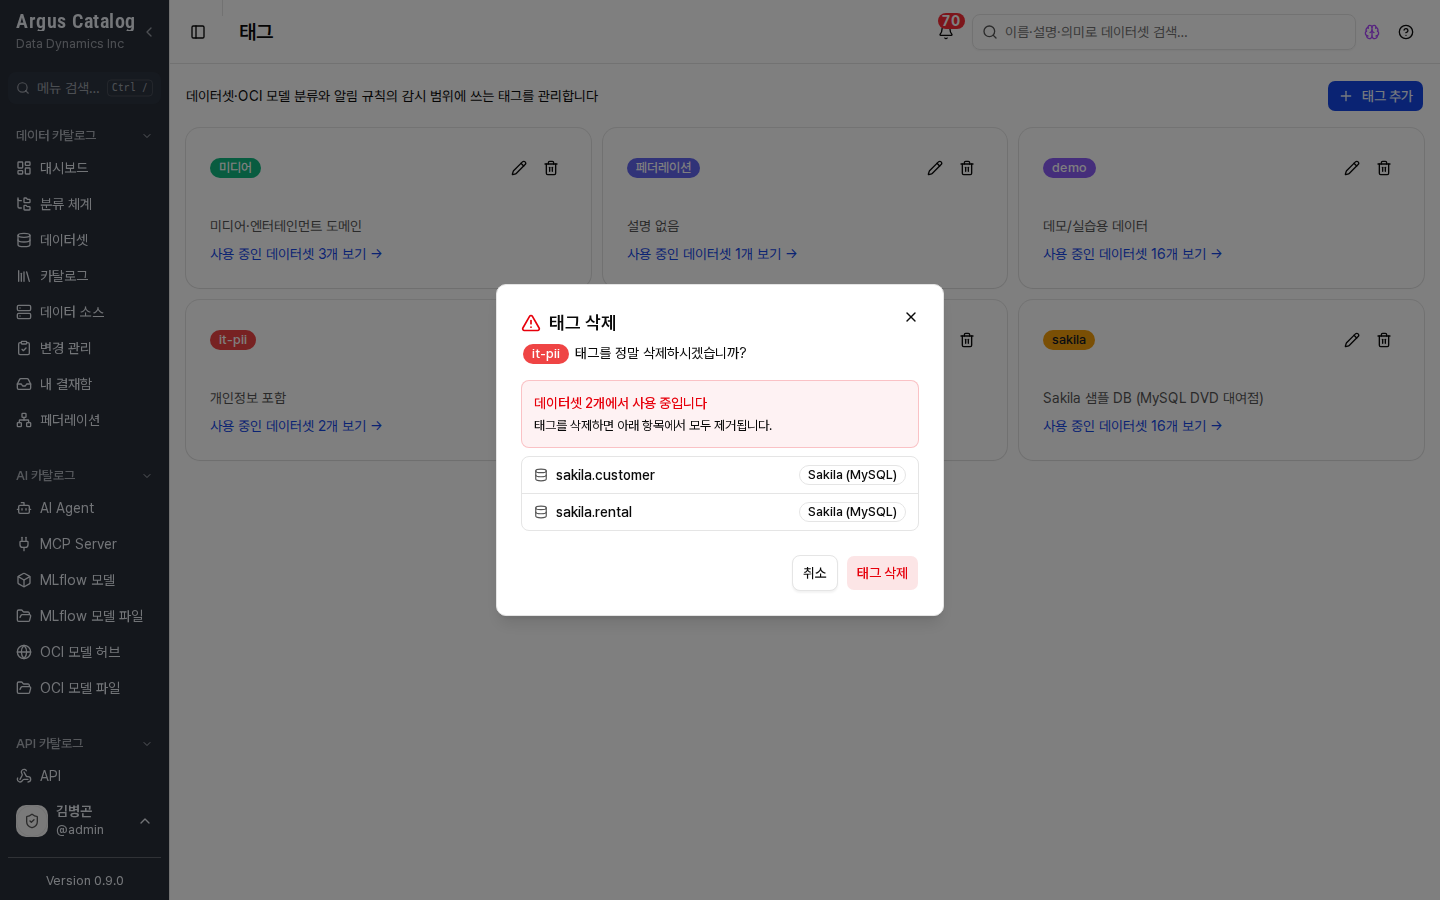 Argus Catalog
Data Dynamics Inc
메뉴 검색... Ctrl /
데이터 카탈로그
대시보드
분류 체계
데이터셋
카탈로그
데이터 소스
변경 관리
내 결재함
페더레이션
AI 카탈로그
AI Agent
MCP Server
MLflow 모델
MLflow 모델 파일
OCI 모델 허브
OCI 모델 파일
API 카탈로그
API
김병곤
@admin
Version 0.9.0
태그
70
이름·설명·의미로 데이터셋 검색...
데이터셋·OCI 모델 분류와 알림 규칙의 감시 범위에 쓰는 태그를 관리합니다
태그 추가
미디어
미디어·엔터테인먼트 도메인
사용 중인 데이터셋 3개 보기 →
페더레이션
설명 없음
사용 중인 데이터셋 1개 보기 →
demo
데모/실습용 데이터
사용 중인 데이터셋 16개 보기 →
it-pii
개인정보 포함
사용 중인 데이터셋 2개 보기 →
sakila
Sakila 샘플 DB (MySQL DVD 대여점)
사용 중인 데이터셋 16개 보기 →
태그 삭제
it-pii 태그를 정말 삭제하시겠습니까?
데이터셋 2개에서 사용 중입니다
태그를 삭제하면 아래 항목에서 모두 제거됩니다.
sakila.customer Sakila (MySQL)
sakila.rental Sakila (MySQL)
취소 태그 삭제